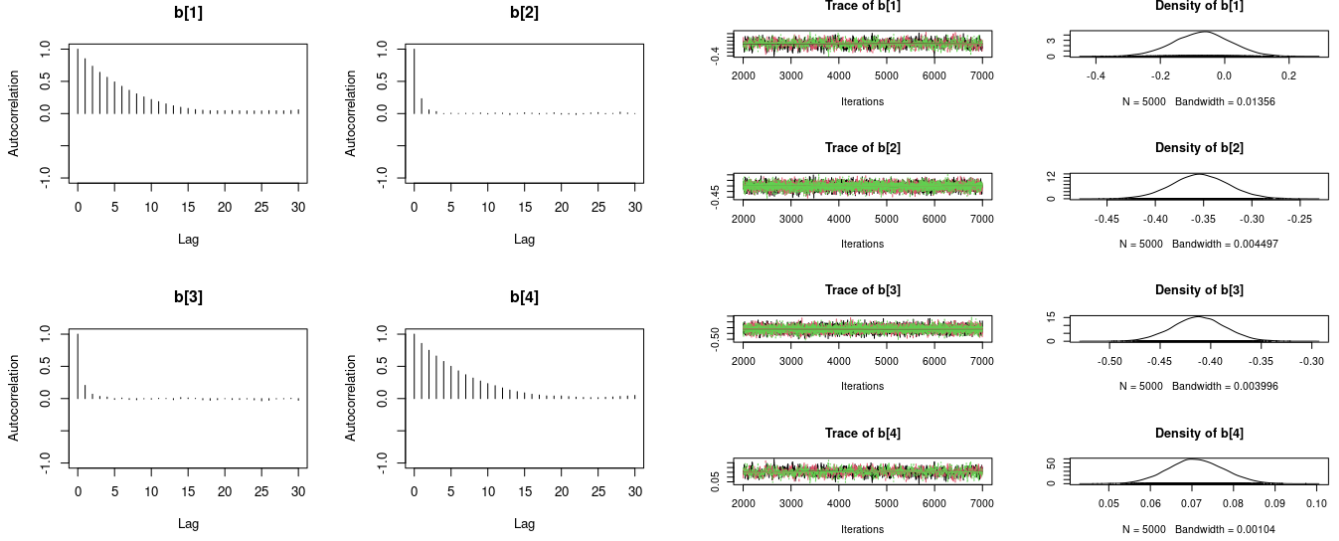 b[1]
1.0
0.5
0.0
-1.0
Autocorrelation
0 5 10 15 20 25 30
Lag
b[2]
1.0
0.5
0.0
-1.0
Autocorrelation
0 5 10 15 20 25 30
Lag
b[3]
1.0
0.5
0.0
-1.0
Autocorrelation
0 5 10 15 20 25 30
Lag
b[4]
1.0
0.5
0.0
-1.0
Autocorrelation
0 5 10 15 20 25 30
Lag
Trace of b[1]
-0.4
2000 3000 4000 5000 6000 7000
Iterations
Density of b[1]
3
0
-0.4 -0.2 0.0 0.2
N = 5000 Bandwidth = 0.01356
Trace of b[2]
-0.45
2000 3000 4000 5000 6000 7000
Iterations
Density of b[2]
12
0
-0.45 -0.40 -0.35 -0.30 -0.25
N = 5000 Bandwidth = 0.004497
Trace of b[3]
-0.50
2000 3000 4000 5000 6000 7000
Iterations
Density of b[3]
15
0
-0.50 -0.45 -0.40 -0.35 -0.30
N = 5000 Bandwidth = 0.003996
Trace of b[4]
0.05
2000 3000 4000 5000 6000 7000
Iterations
Density of b[4]
50
0
0.05 0.06 0.07 0.08 0.09 0.10
N = 5000 Bandwidth = 0.00104